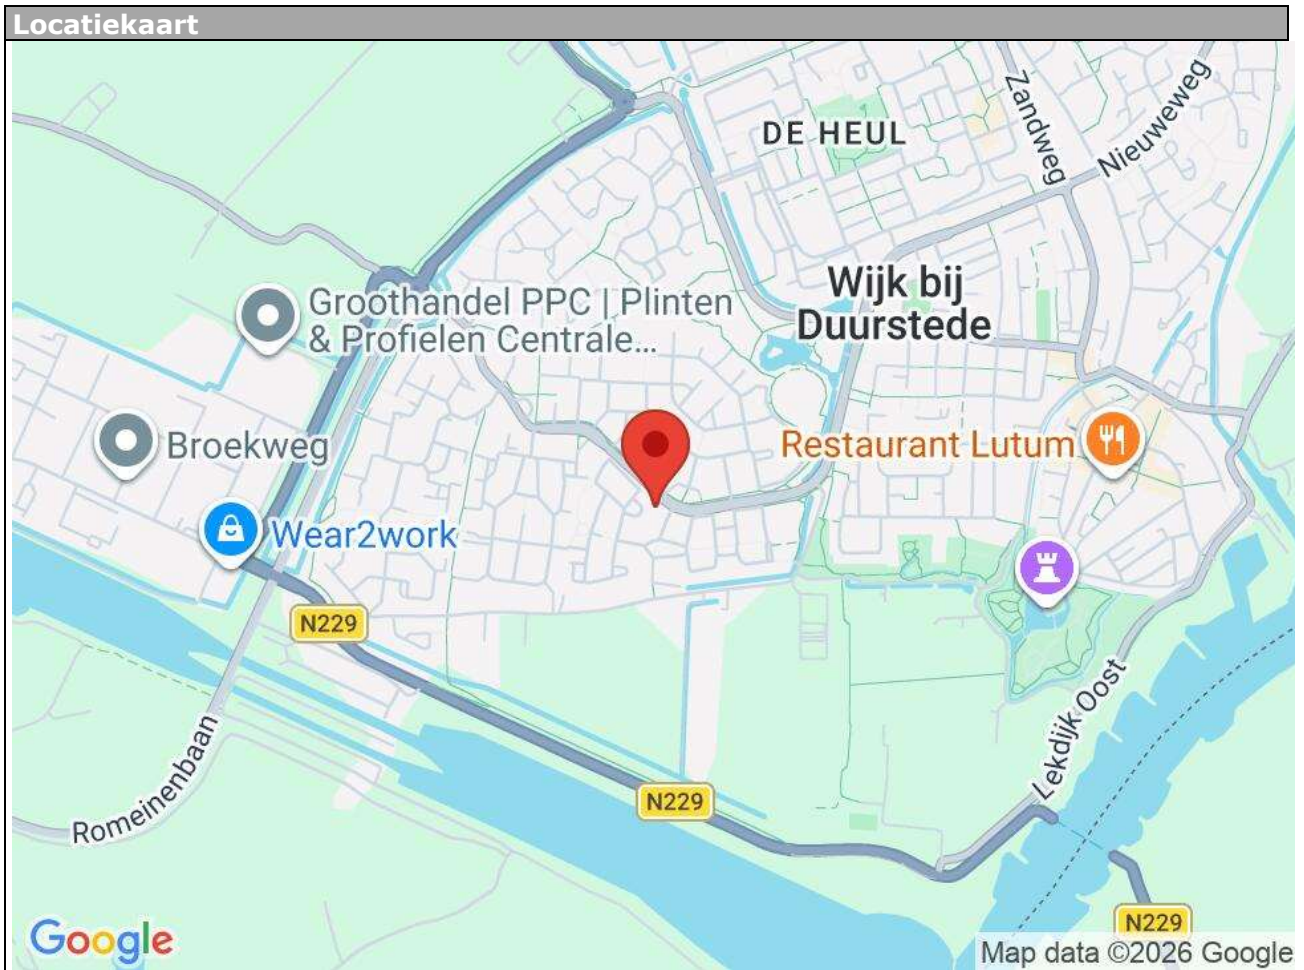 Locatiekaart
DE HEUL
Zandweg
Nieuweweg
Wijk bij
Duurstede
Groothandel PPC | Plinten
& Profielen Centrale...
Broekweg
Restaurant Lutum
Wear2work
N229
Romeinenbaan
N229
Lekdijk Oost
N229
Google
Map data ©2026 Google